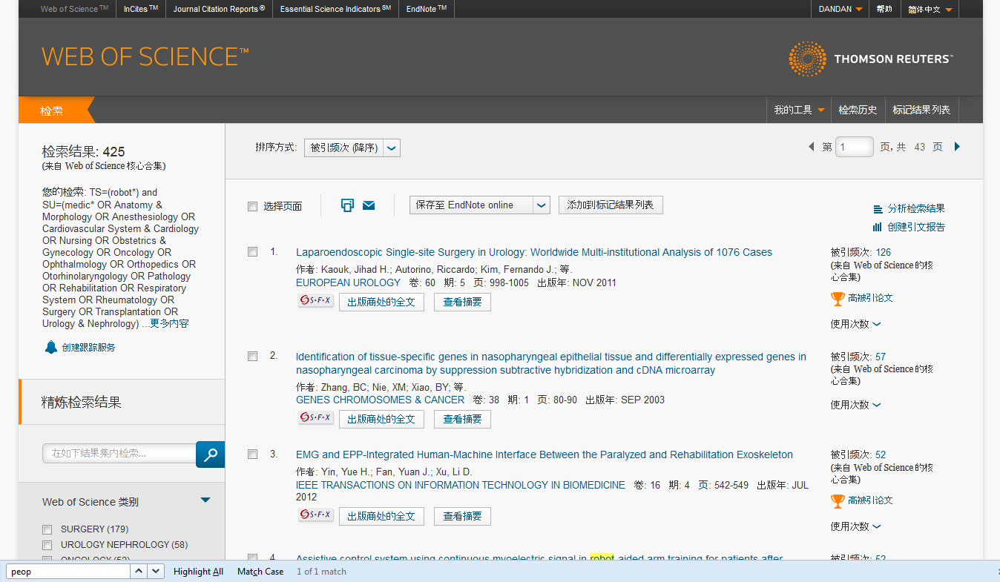 Web of Science™ InCites™ Journal Citation Reports® Essential Science Indicators℠ EndNote™ DANDAN 帮助 简体中文
WEB OF SCIENCE™
THOMSON REUTERS™
检索 我的工具 检索历史 标记结果列表
检索结果: 425
(来自 Web of Science 核心合集)
您的检索: TS=(robot*) and
SU=(medic* OR Anatomy &
Morphology OR Anesthesiology OR
Cardiovascular System & Cardiology
OR Nursing OR Obstetrics &
Gynecology OR Oncology OR
Ophthalmology OR Orthopedics OR
Otorhinolaryngology OR Pathology
OR Rehabilitation OR Respiratory
System OR Rheumatology OR
Surgery OR Transplantation OR
Urology & Nephrology) ...更多内容
创建跟踪服务
精炼检索结果
在如下结果集内检索...
Web of Science 类别
SURGERY (179)
UROLOGY NEPHROLOGY (58)
ONCOLOGY (52)
排序方式: 被引频次 (降序) 第 1 页, 共 43 页
选择页面 保存至 EndNote online 添加到标记结果列表
分析检索结果
创建引文报告
1. Laparoendoscopic Single-site Surgery in Urology: Worldwide Multi-institutional Analysis of 1076 Cases
作者: Kaouk, Jihad H.; Autorino, Riccardo; Kim, Fernando J.; 等.
EUROPEAN UROLOGY 卷: 60 期: 5 页: 998-1005 出版年: NOV 2011
S·F·X 出版商处的全文 查看摘要
被引频次: 126
(来自 Web of Science 的核
心合集)
高被引论文
使用次数
2. Identification of tissue-specific genes in nasopharyngeal epithelial tissue and differentially expressed genes in
nasopharyngeal carcinoma by suppression subtractive hybridization and cDNA microarray
作者: Zhang, BC; Nie, XM; Xiao, BY; 等.
GENES CHROMOSOMES & CANCER 卷: 38 期: 1 页: 80-90 出版年: SEP 2003
S·F·X 出版商处的全文 查看摘要
被引频次: 57
(来自 Web of Science 的核
心合集)
使用次数
3. EMG and EPP-Integrated Human-Machine Interface Between the Paralyzed and Rehabilitation Exoskeleton
作者: Yin, Yue H.; Fan, Yuan J.; Xu, Li D.
IEEE TRANSACTIONS ON INFORMATION TECHNOLOGY IN BIOMEDICINE 卷: 16 期: 4 页: 542-549 出版年: JUL
2012
S·F·X 出版商处的全文 查看摘要
被引频次: 52
(来自 Web of Science 的核
心合集)
高被引论文
使用次数
4. Assistive control system using continuous myoelectric signal in robot-aided arm training for patients after
被引频次: 52
peop Highlight All Match Case 1 of 1 match